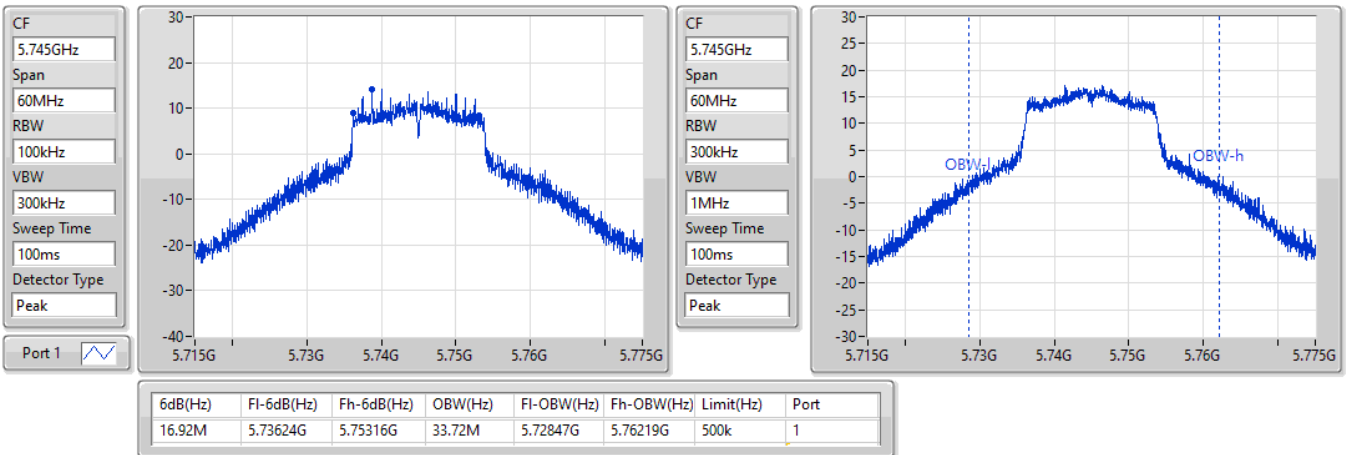 CF
5.745GHz
Span
60MHz
RBW
100kHz
VBW
300kHz
Sweep Time
100ms
Detector Type
Peak
Port 1
30
20
10
0
-10
-20
-30
-40
5.715G 5.73G 5.74G 5.75G 5.76G 5.775G
CF
5.745GHz
Span
60MHz
RBW
300kHz
VBW
1MHz
Sweep Time
100ms
Detector Type
Peak
30
25
20
15
10
5
0
-5
-10
-15
-20
-25
-30
OBW-l
OBW-h
5.715G 5.73G 5.74G 5.75G 5.76G 5.775G
6dB(Hz) Fl-6dB(Hz) Fh-6dB(Hz) OBW(Hz) Fl-OBW(Hz) Fh-OBW(Hz) Limit(Hz) Port
16.92M 5.73624G 5.75316G 33.72M 5.72847G 5.76219G 500k 1